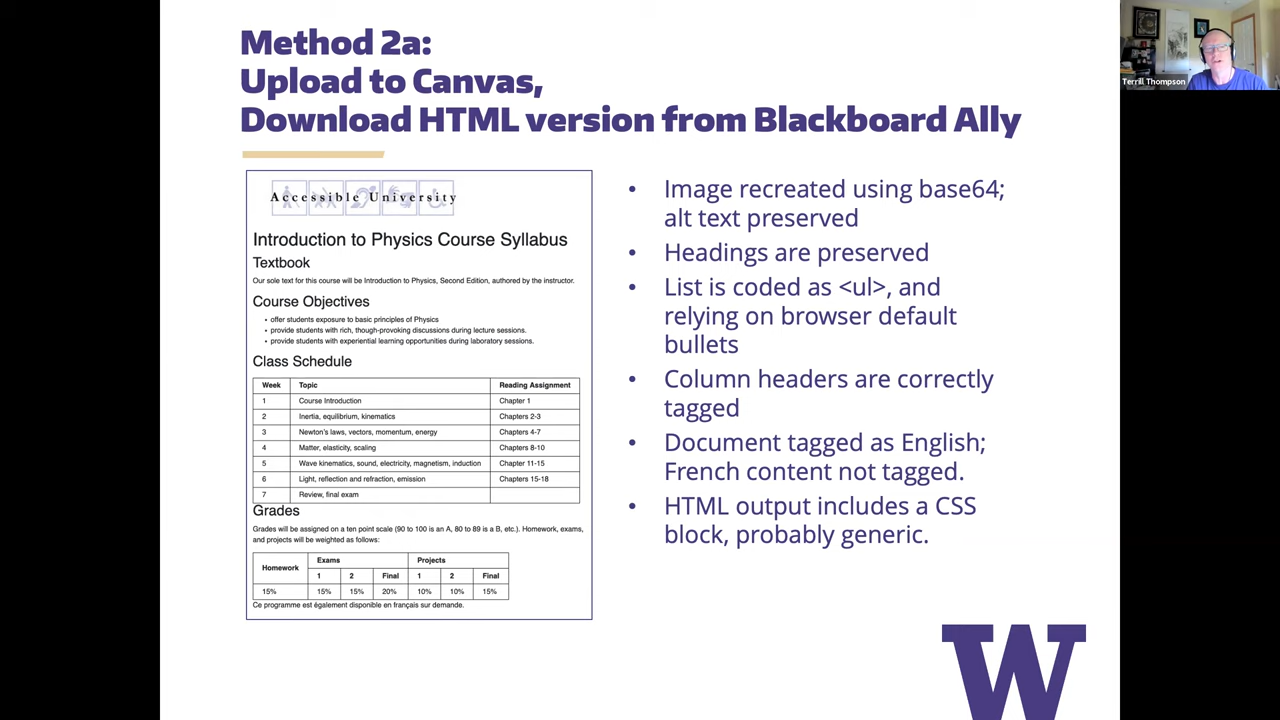 Method 2a:
Upload to Canvas,
Download HTML version from Blackboard Ally
Terrill Thompson
Accessible University
Introduction to Physics Course Syllabus
Textbook
Our sole text for this course will be Introduction to Physics, Second Edition, authored by the instructor.
Course Objectives
• offer students exposure to basic principles of Physics
• provide students with rich, though-provoking discussions during lecture sessions.
• provide students with experiential learning opportunities during laboratory sessions.
Class Schedule
Week Topic Reading Assignment
1 Course Introduction Chapter 1
2 Inertia, equilibrium, kinematics Chapters 2-3
3 Newton's laws, vectors, momentum, energy Chapters 4-7
4 Matter, elasticity, scaling Chapters 8-10
5 Wave kinematics, sound, electricity, magnetism, induction Chapter 11-15
6 Light, reflection and refraction, emission Chapters 15-18
7 Review, final exam
Grades
Grades will be assigned on a ten point scale (90 to 100 is an A, 80 to 89 is a B, etc.). Homework, exams,
and projects will be weighted as follows:
Homework Exams Projects
1 2 Final 1 2 Final
15% 15% 15% 20% 10% 10% 15%
Ce programme est également disponible en français sur demande.
• Image recreated using base64;
alt text preserved
• Headings are preserved
• List is coded as <ul>, and
relying on browser default
bullets
• Column headers are correctly
tagged
• Document tagged as English;
French content not tagged.
• HTML output includes a CSS
block, probably generic.
W